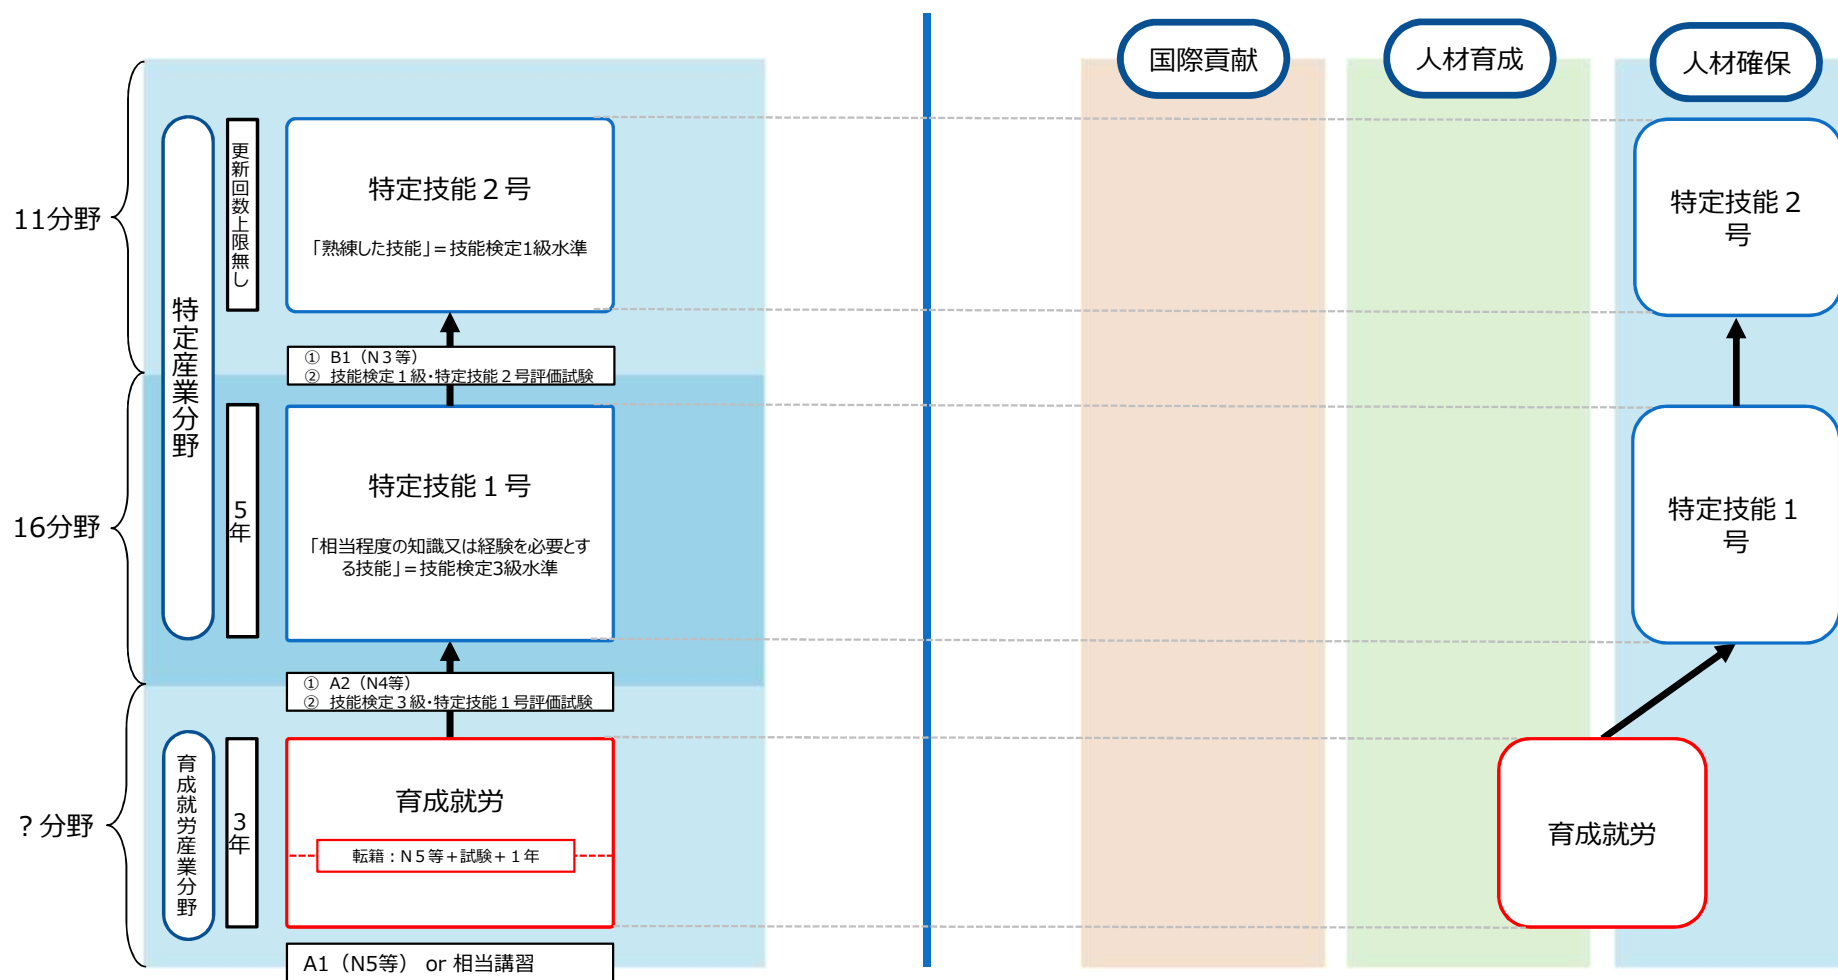 国際貢献
人材育成
人材確保
11分野
特定産業分野
更新回数上限無し
特定技能２号
「熟練した技能」＝技能検定1級水準
① B1（N３等）
② 技能検定１級・特定技能２号評価試験
16分野
5年
特定技能１号
「相当程度の知識又は経験を必要とす
る技能」＝技能検定3級水準
① A2（N4等）
② 技能検定３級・特定技能１号評価試験
？分野
育成就労産業分野
3年
育成就労
転籍：N５等＋試験＋１年
A1（N5等） or 相当講習
特定技能２
号
特定技能１
号
育成就労